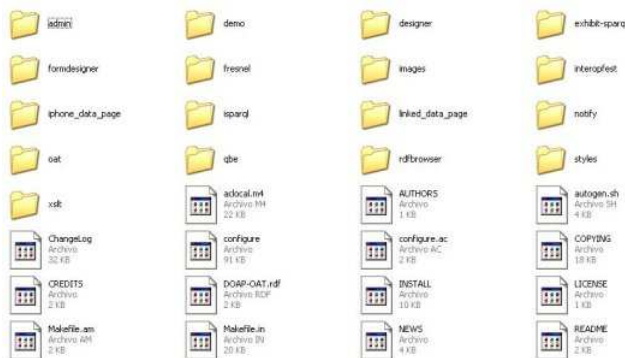 admin
demo
designer
exhibit-sparq
formdesigner
fresnel
images
interopfest
iphone_data_page
isparql
linked_data_page
notify
oat
qbe
rdfbrowser
styles
xslt
aclocal.m4
Archivo M4
22 KB
AUTHORS
Archivo
1 KB
autogen.sh
Archivo SH
4 KB
ChangeLog
Archivo
32 KB
configure
Archivo
91 KB
configure.ac
Archivo AC
2 KB
COPYING
Archivo
18 KB
CREDITS
Archivo
2 KB
DOAP-OAT.rdf
Archivo RDF
2 KB
INSTALL
Archivo
10 KB
LICENSE
Archivo
1 KB
Makefile.am
Archivo AM
2 KB
Makefile.in
Archivo IN
20 KB
NEWS
Archivo
4 KB
README
Archivo
2 KB